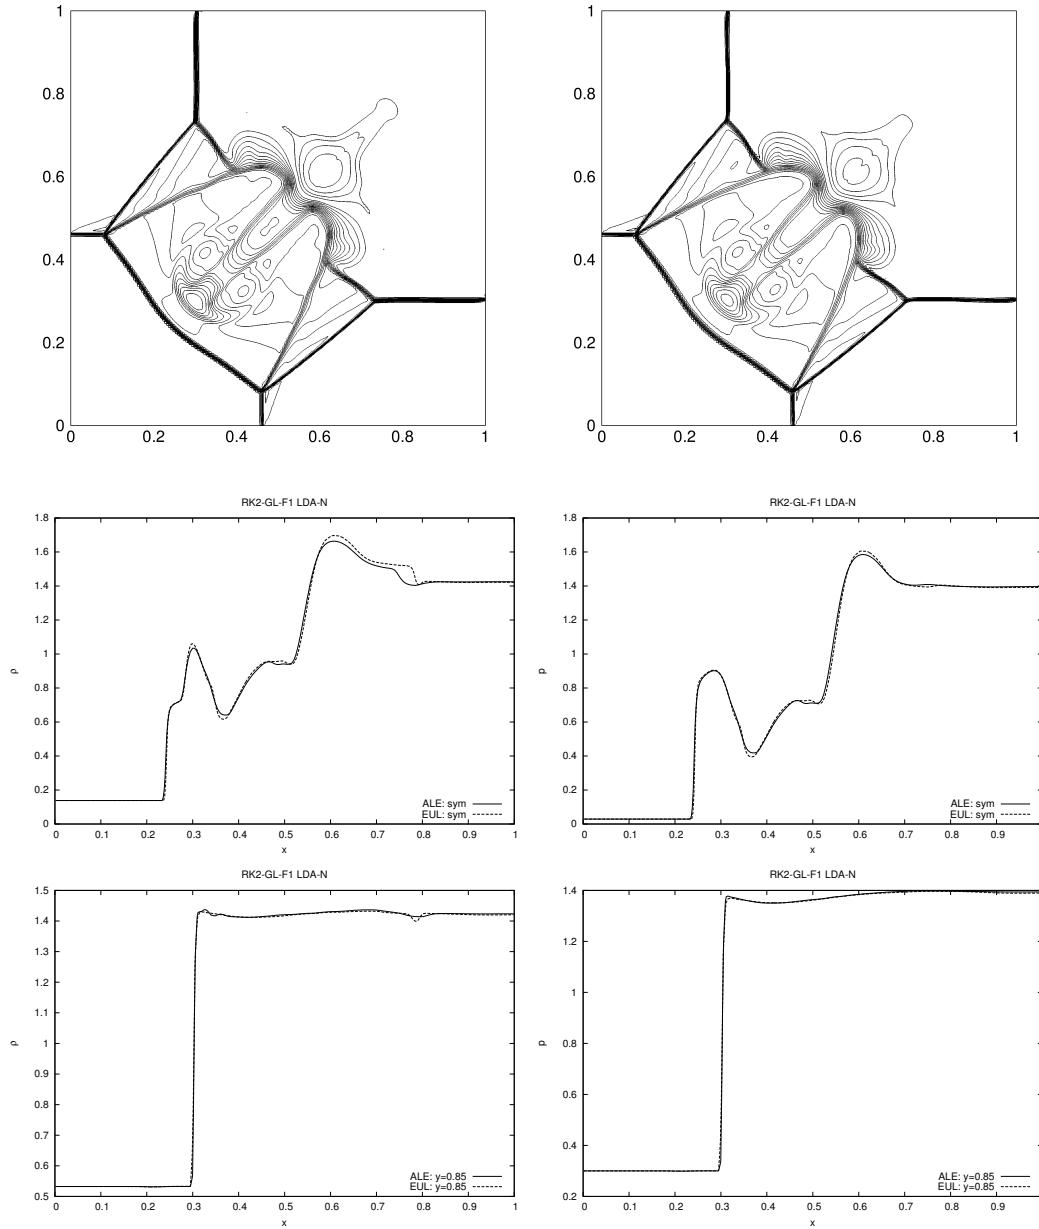 1
0.8
0.6
0.4
0.2
0
0 0.2 0.4 0.6 0.8 1
1
0.8
0.6
0.4
0.2
0
0 0.2 0.4 0.6 0.8 1
RK2-GL-F1 LDA-N
1.8
1.6
1.4
1.2
1
0.8
0.6
0.4
0.2
0
ρ
0 0.1 0.2 0.3 0.4 0.5 0.6 0.7 0.8 0.9 1
x
ALE: sym
EUL: sym
RK2-GL-F1 LDA-N
1.8
1.6
1.4
1.2
1
0.8
0.6
0.4
0.2
0
p
0 0.1 0.2 0.3 0.4 0.5 0.6 0.7 0.8 0.9
x
ALE: sym
EUL: sym
RK2-GL-F1 LDA-N
1.5
1.4
1.3
1.2
1.1
1
0.9
0.8
0.7
0.6
0.5
ρ
0 0.1 0.2 0.3 0.4 0.5 0.6 0.7 0.8 0.9 1
x
ALE: y=0.85
EUL: y=0.85
RK2-GL-F1 LDA-N
1.4
1.2
1
0.8
0.6
0.4
0.2
p
0 0.1 0.2 0.3 0.4 0.5 0.6 0.7 0.8 0.9
x
ALE: y=0.85
EUL: y=0.85